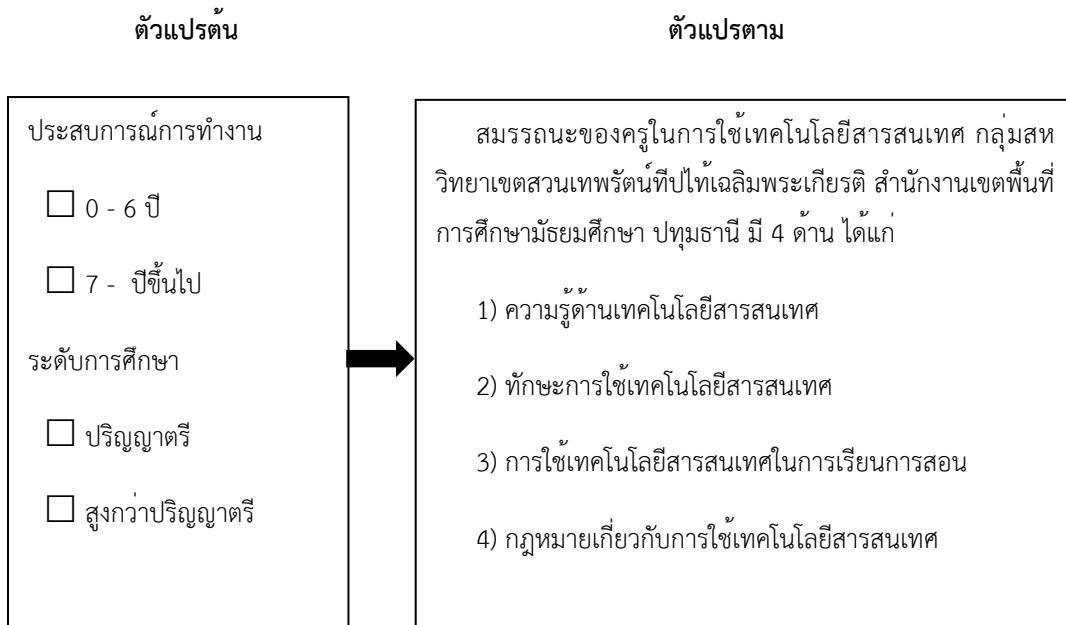 ตัวแปรต้น
ตัวแปรตาม
ประสบการณ์การทำงาน
0 - 6 ปี
7 - ปีขึ้นไป
ระดับการศึกษา
ปริญญาตรี
สูงกว่าปริญญาตรี
สมรรถนะของครูในการใช้เทคโนโลยีสารสนเทศ กลุ่มสห
วิทยาเขตสวนเทพรัตน์ทีปไท้เฉลิมพระเกียรติ สำนักงานเขตพื้นที่
การศึกษามัธยมศึกษา ปทุมธานี มี 4 ด้าน ได้แก่
1) ความรู้ด้านเทคโนโลยีสารสนเทศ
2) ทักษะการใช้เทคโนโลยีสารสนเทศ
3) การใช้เทคโนโลยีสารสนเทศในการเรียนการสอน
4) กฎหมายเกี่ยวกับการใช้เทคโนโลยีสารสนเทศ